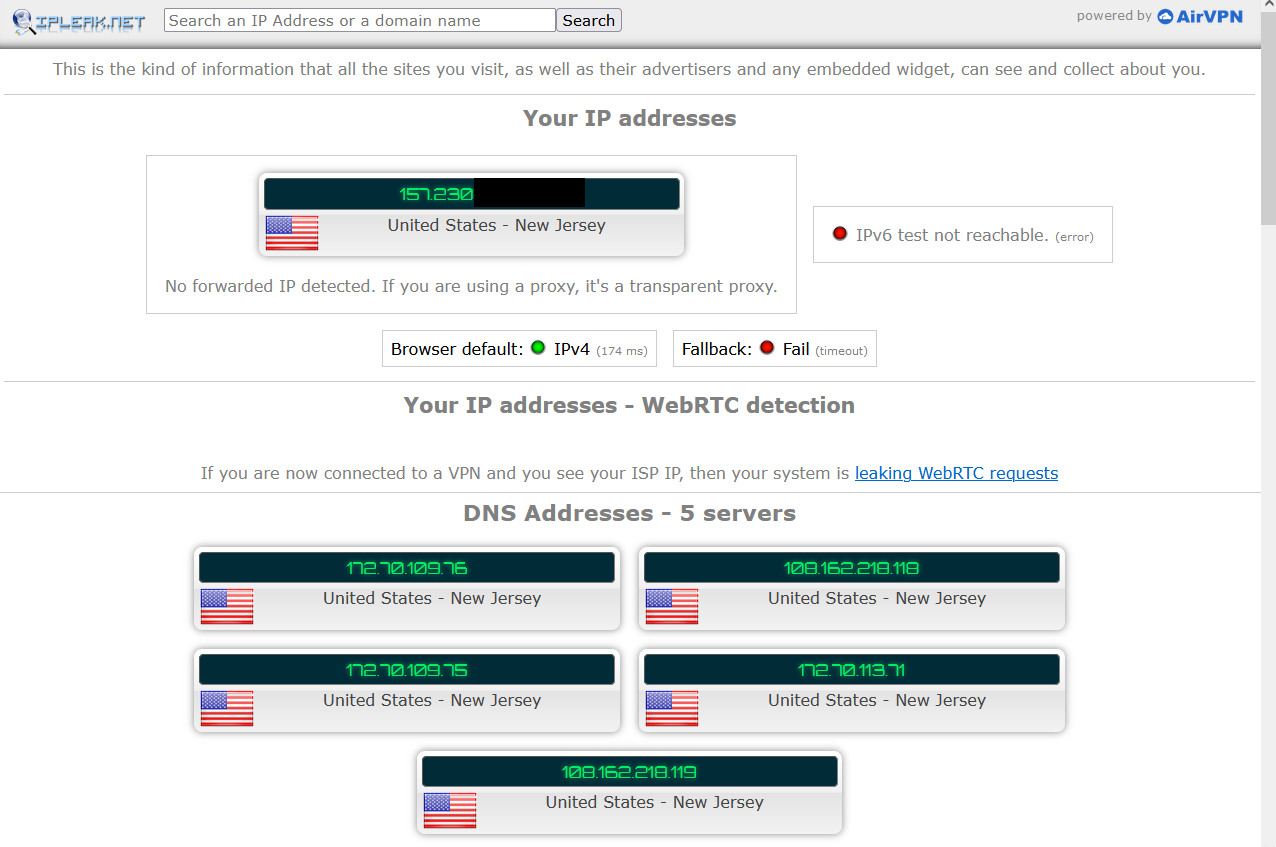 IPLEAK.NET
Search an IP Address or a domain name Search
powered by AirVPN
This is the kind of information that all the sites you visit, as well as their advertisers and any embedded widget, can see and collect about you.
Your IP addresses
157.230
United States - New Jersey
No forwarded IP detected. If you are using a proxy, it's a transparent proxy.
IPv6 test not reachable. (error)
Browser default: IPv4 (174 ms)
Fallback: Fail (timeout)
Your IP addresses - WebRTC detection
If you are now connected to a VPN and you see your ISP IP, then your system is leaking WebRTC requests
DNS Addresses - 5 servers
172.70.109.76
United States - New Jersey
108.162.218.118
United States - New Jersey
172.70.109.75
United States - New Jersey
172.70.113.71
United States - New Jersey
108.162.218.119
United States - New Jersey